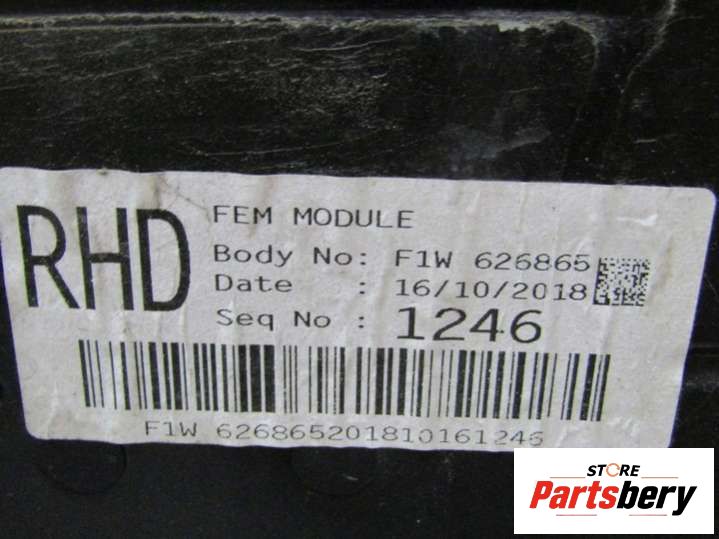 RHD
FEM MODULE
Body No: F1W 626865
Date : 16/10/2018
Seq No : 1246
F1W 626865201810161246
STORE
Partsbery